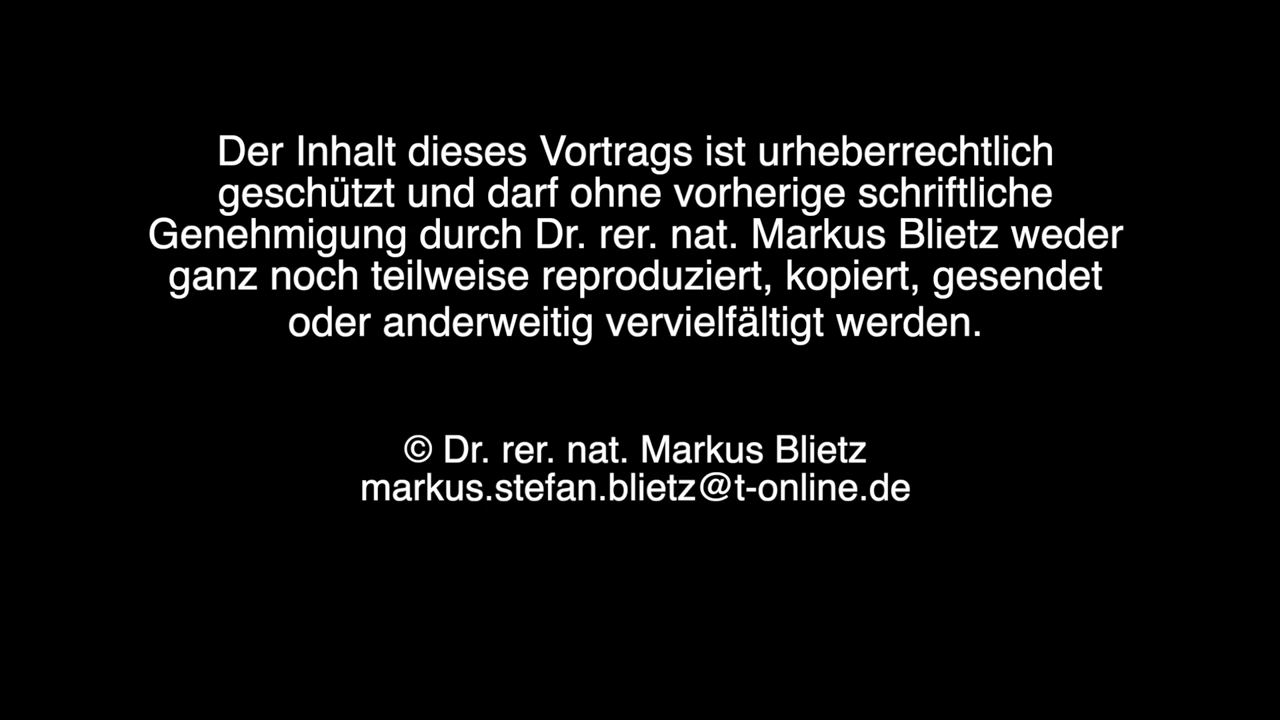 Der Inhalt dieses Vortrags ist urheberrechtlich
geschützt und darf ohne vorherige schriftliche
Genehmigung durch Dr. rer. nat. Markus Blietz weder
ganz noch teilweise reproduziert, kopiert, gesendet
oder anderweitig vervielfältigt werden.
© Dr. rer. nat. Markus Blietz
markus.stefan.blietz@t-online.de